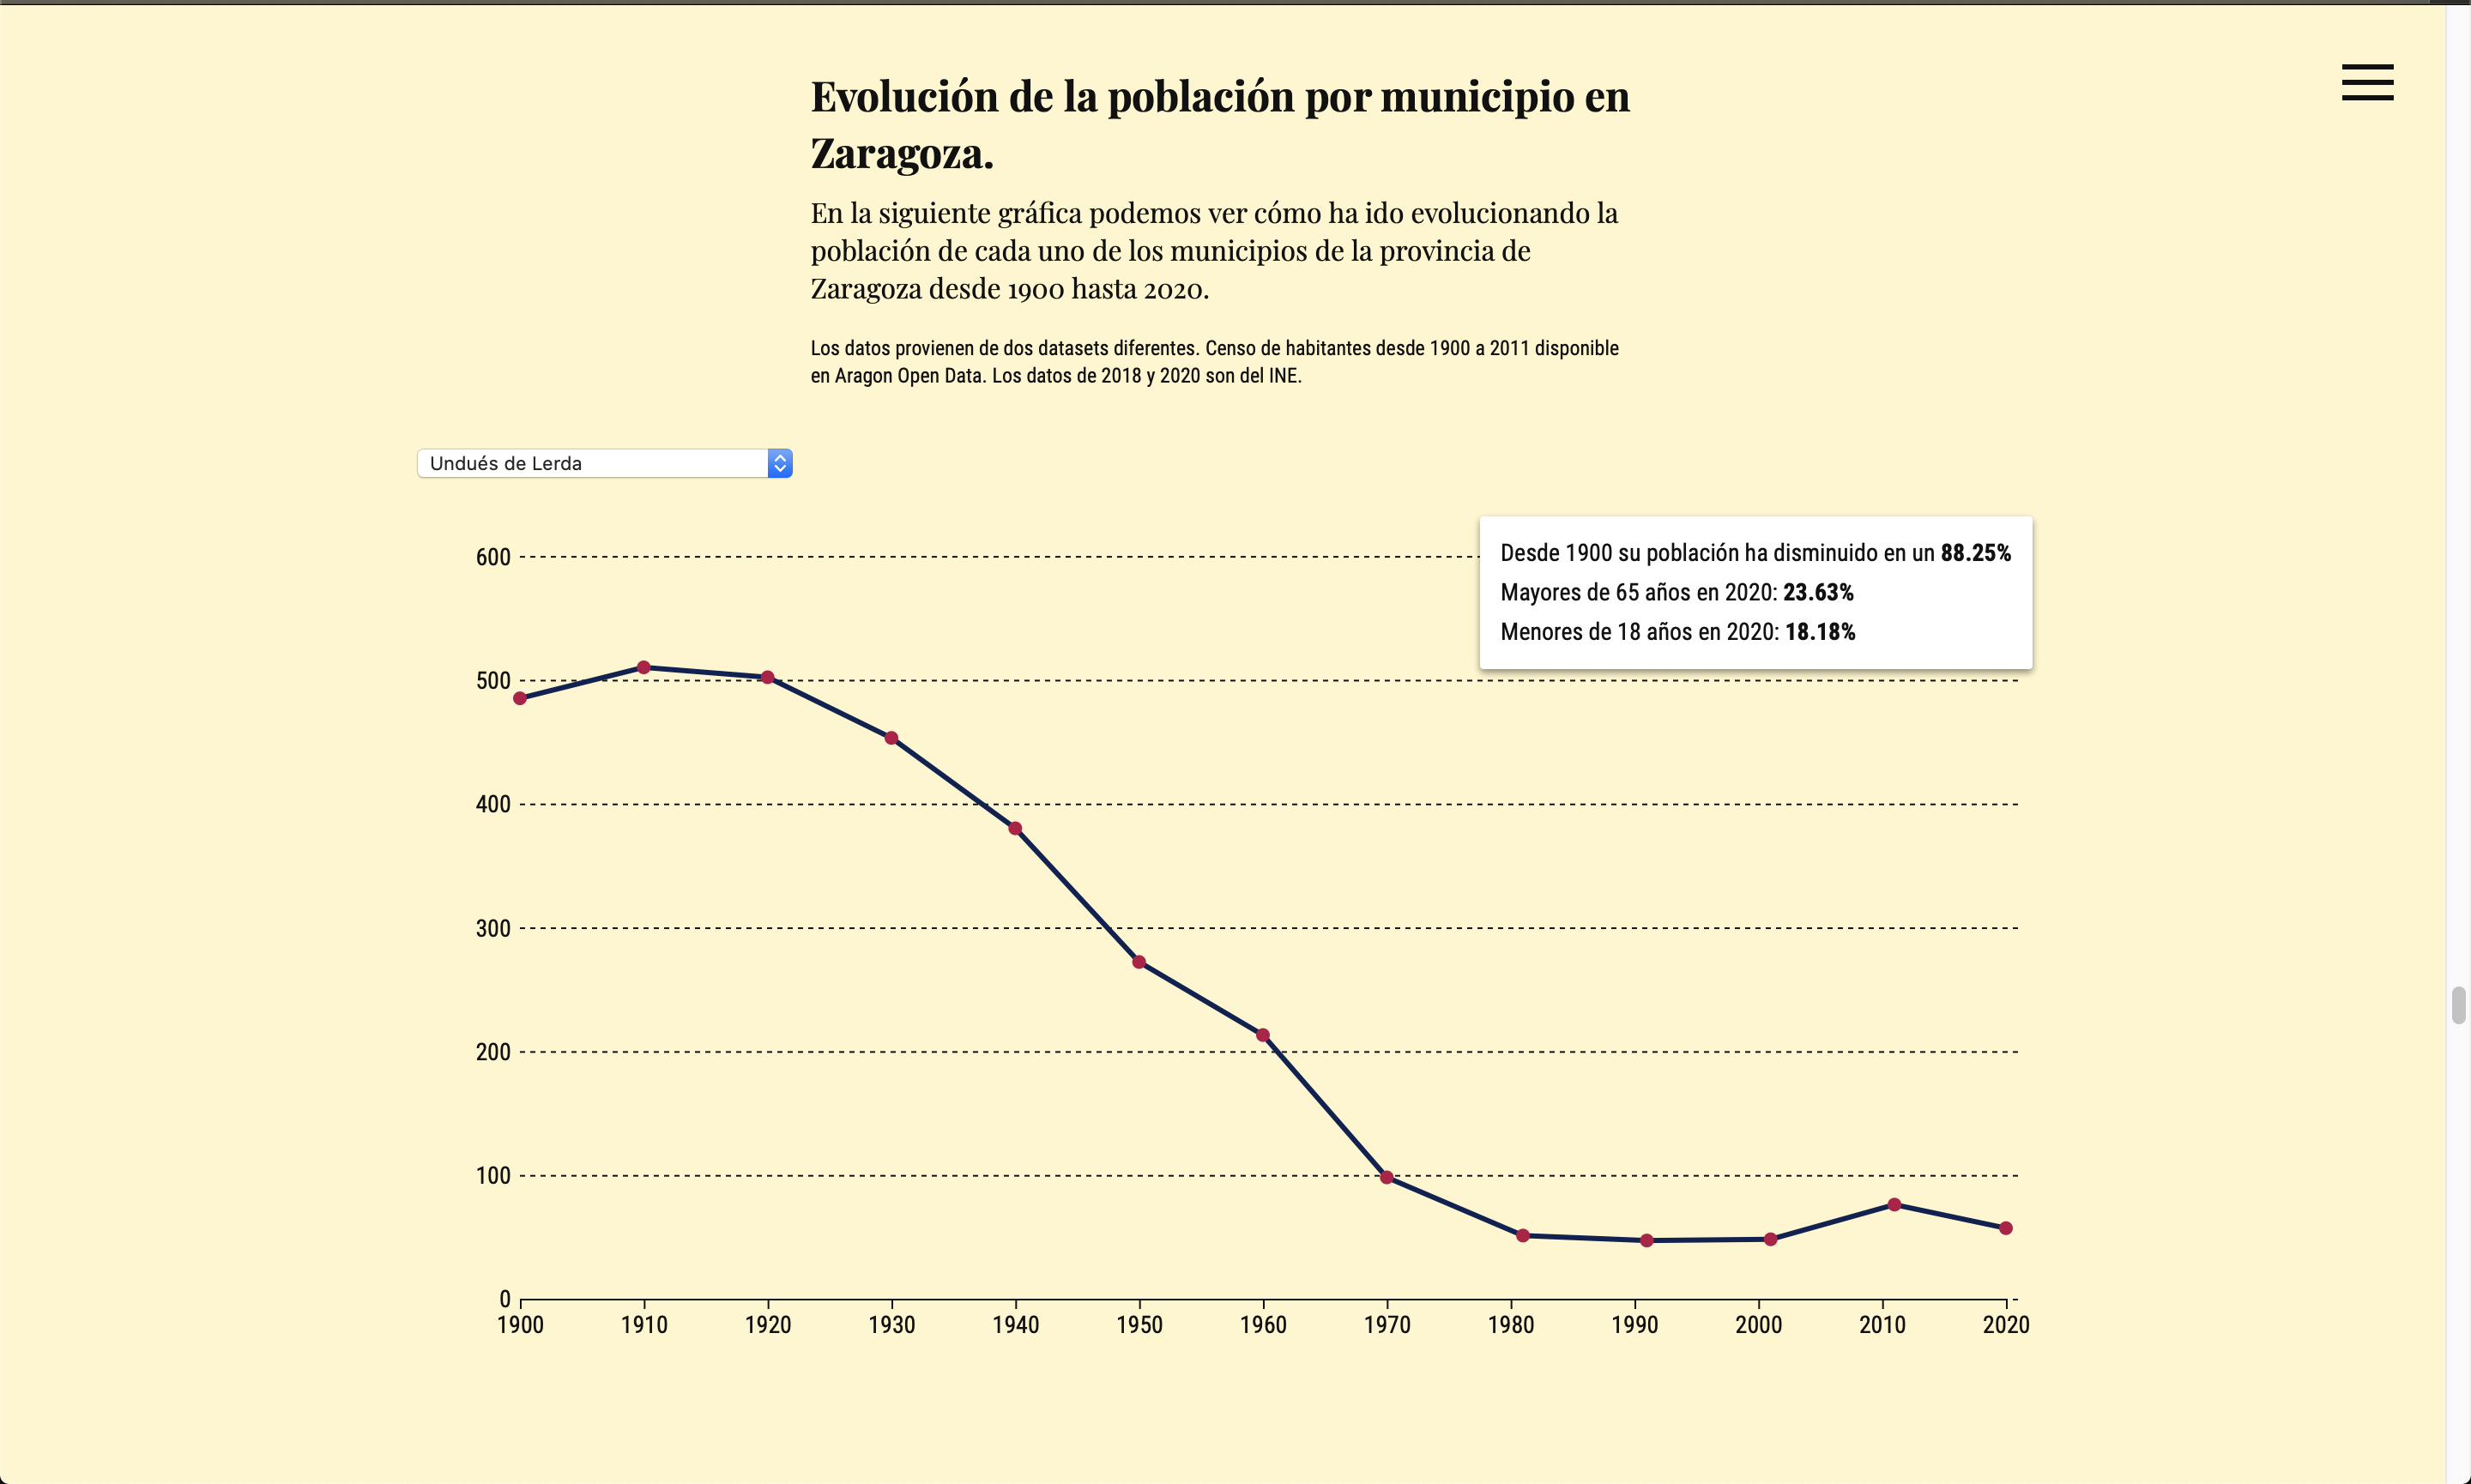 Evolución de la población por municipio en
Zaragoza.
En la siguiente gráfica podemos ver cómo ha ido evolucionando la
población de cada uno de los municipios de la provincia de
Zaragoza desde 1900 hasta 2020.
Los datos provienen de dos datasets diferentes. Censo de habitantes desde 1900 a 2011 disponible
en Aragon Open Data. Los datos de 2018 y 2020 son del INE.
Undués de Lerda
Desde 1900 su población ha disminuido en un 88.25%
Mayores de 65 años en 2020: 23.63%
Menores de 18 años en 2020: 18.18%
600
500
400
300
200
100
0
1900 1910 1920 1930 1940 1950 1960 1970 1980 1990 2000 2010 2020